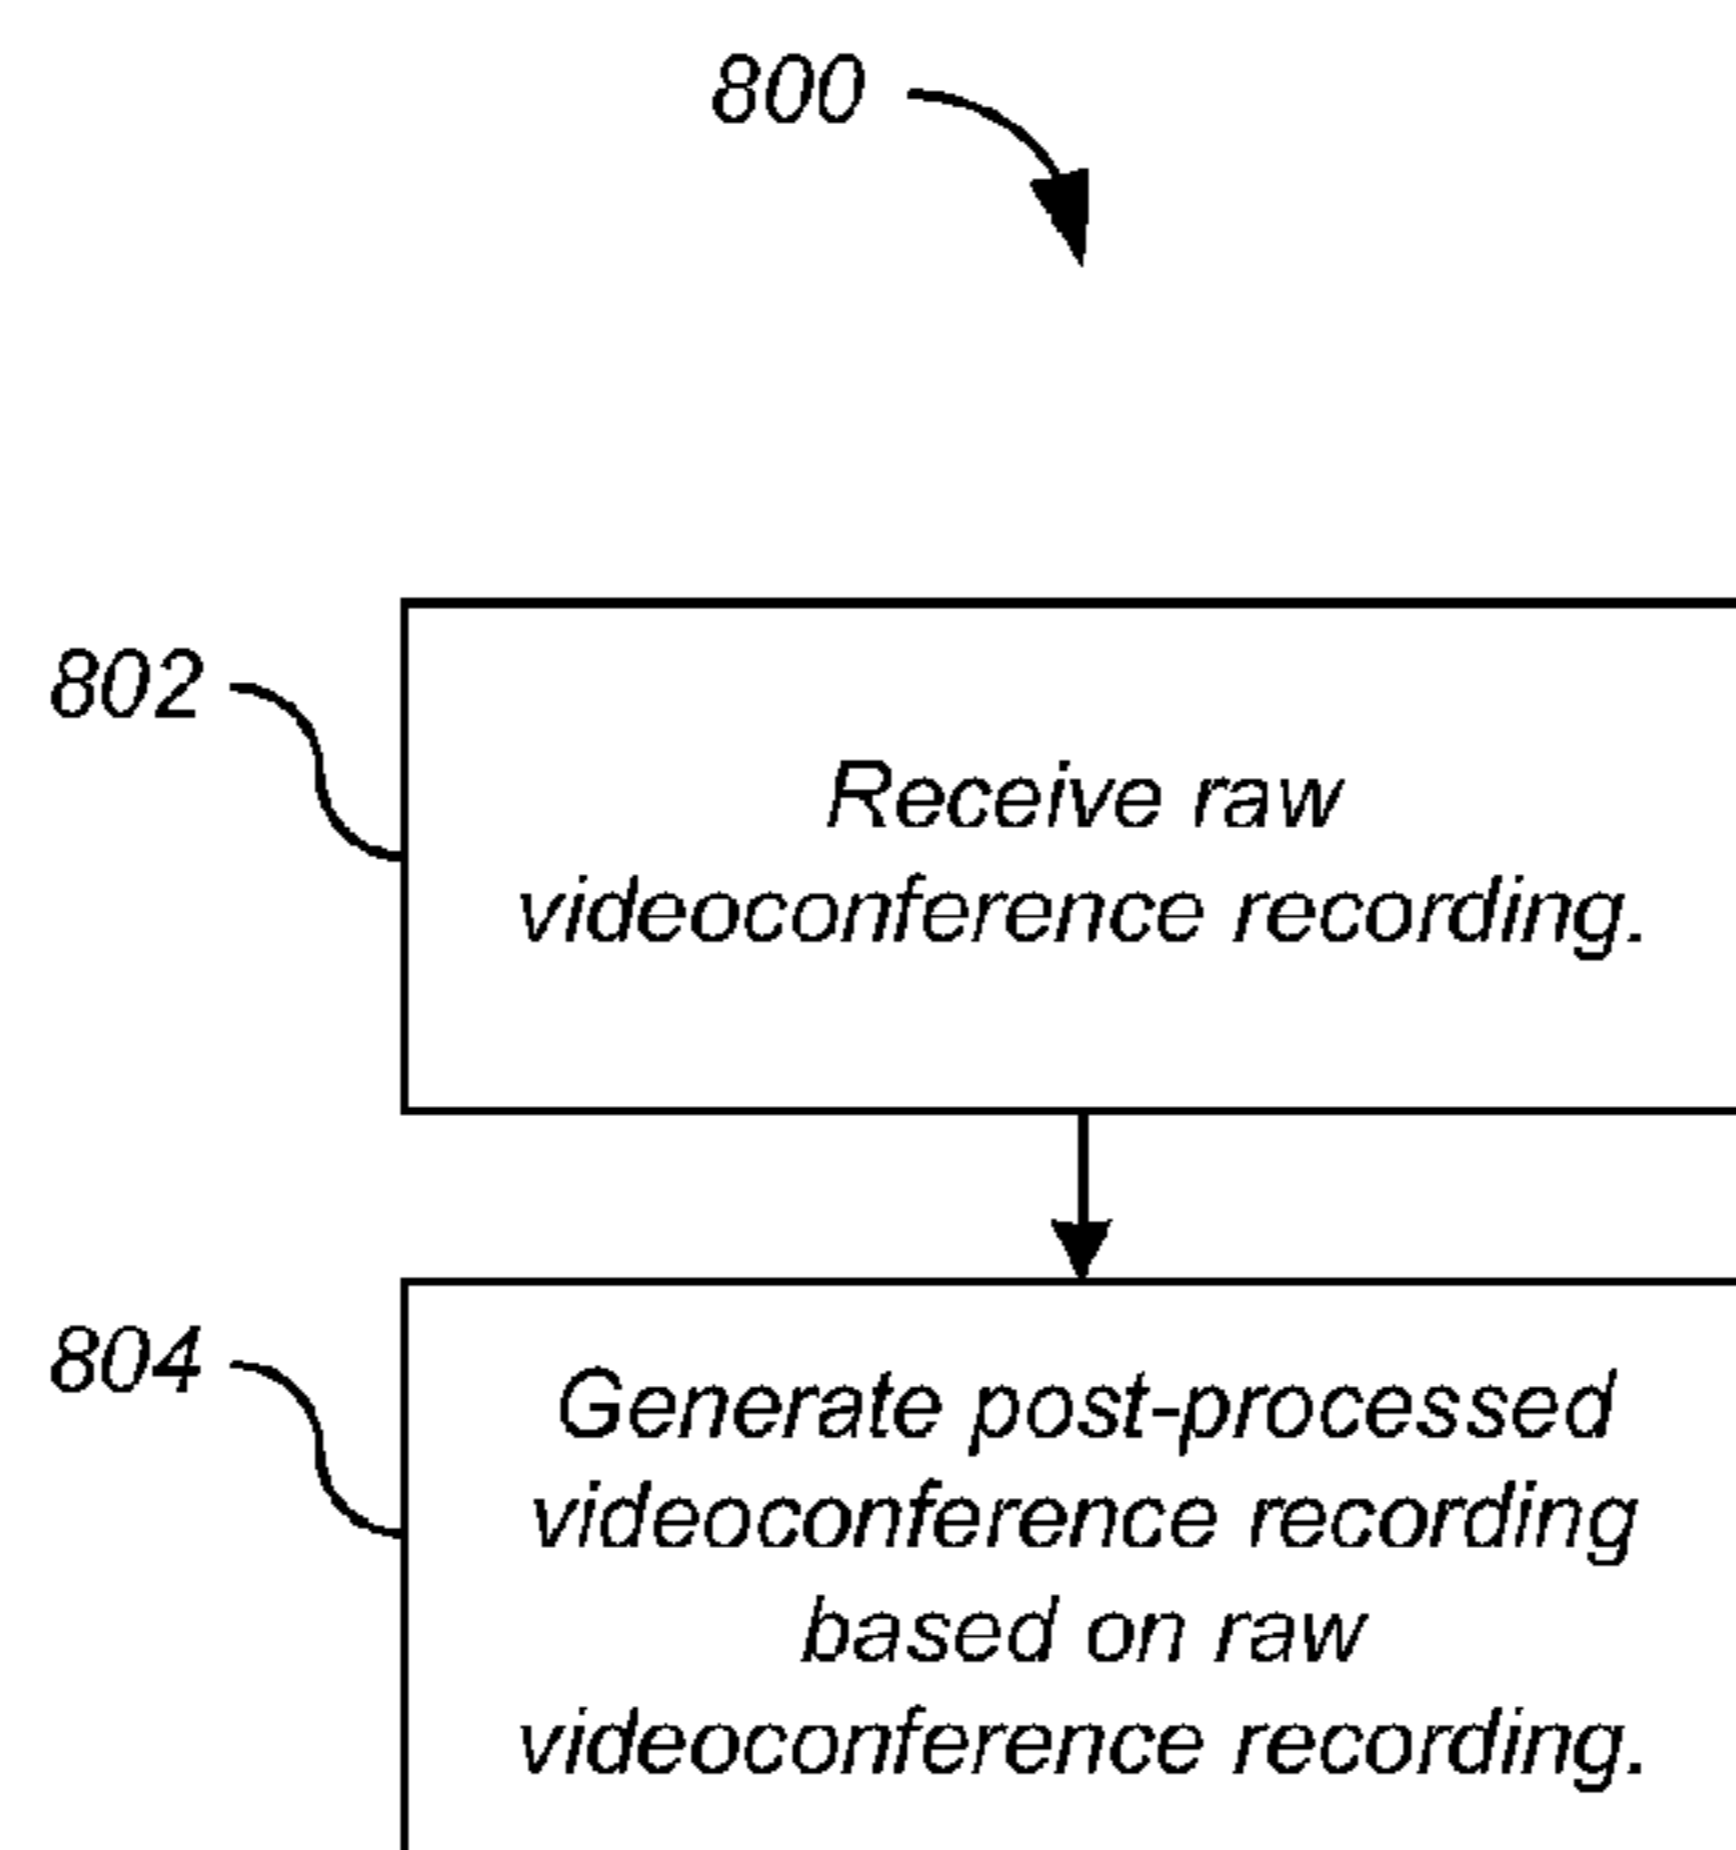 800
802
Receive raw
videoconference recording.
804
Generate post-processed
videoconference recording
based on raw
videoconference recording.